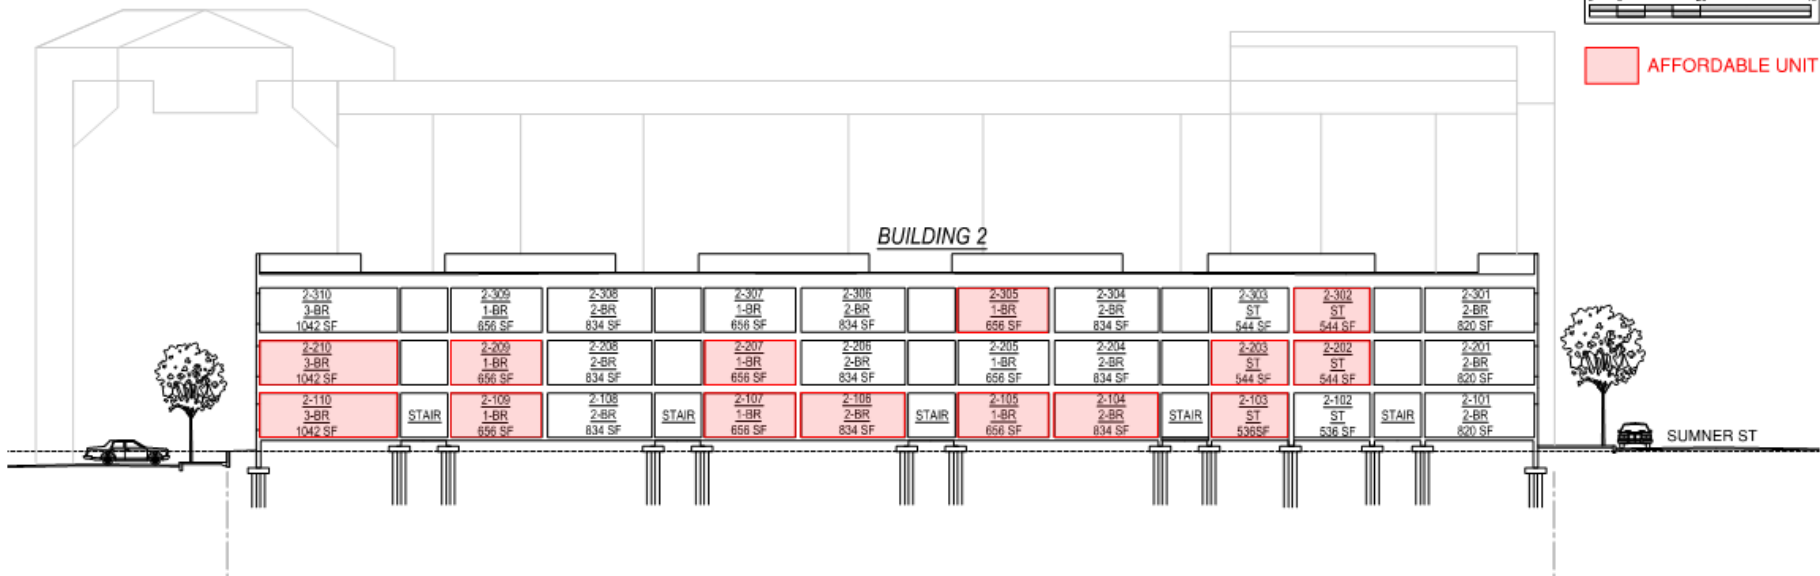 AFFORDABLE UNIT
BUILDING 2
2-310
3-BR
1042 SF
2-309
1-BR
656 SF
2-308
2-BR
834 SF
2-307
1-BR
656 SF
2-306
2-BR
834 SF
2-305
1-BR
656 SF
2-304
2-BR
834 SF
2-303
ST
544 SF
2-302
ST
544 SF
2-301
2-BR
820 SF
2-210
3-BR
1042 SF
2-209
1-BR
656 SF
2-208
2-BR
834 SF
2-207
1-BR
656 SF
2-206
2-BR
834 SF
2-205
1-BR
656 SF
2-204
2-BR
834 SF
2-203
ST
544 SF
2-202
ST
544 SF
2-201
2-BR
820 SF
2-110
3-BR
1042 SF
STAIR
2-109
1-BR
656 SF
2-108
2-BR
834 SF
STAIR
2-107
1-BR
656 SF
2-106
2-BR
834 SF
STAIR
2-105
1-BR
656 SF
2-104
2-BR
834 SF
STAIR
2-103
ST
536SF
2-102
ST
536 SF
STAIR
2-101
2-BR
820 SF
SUMNER ST